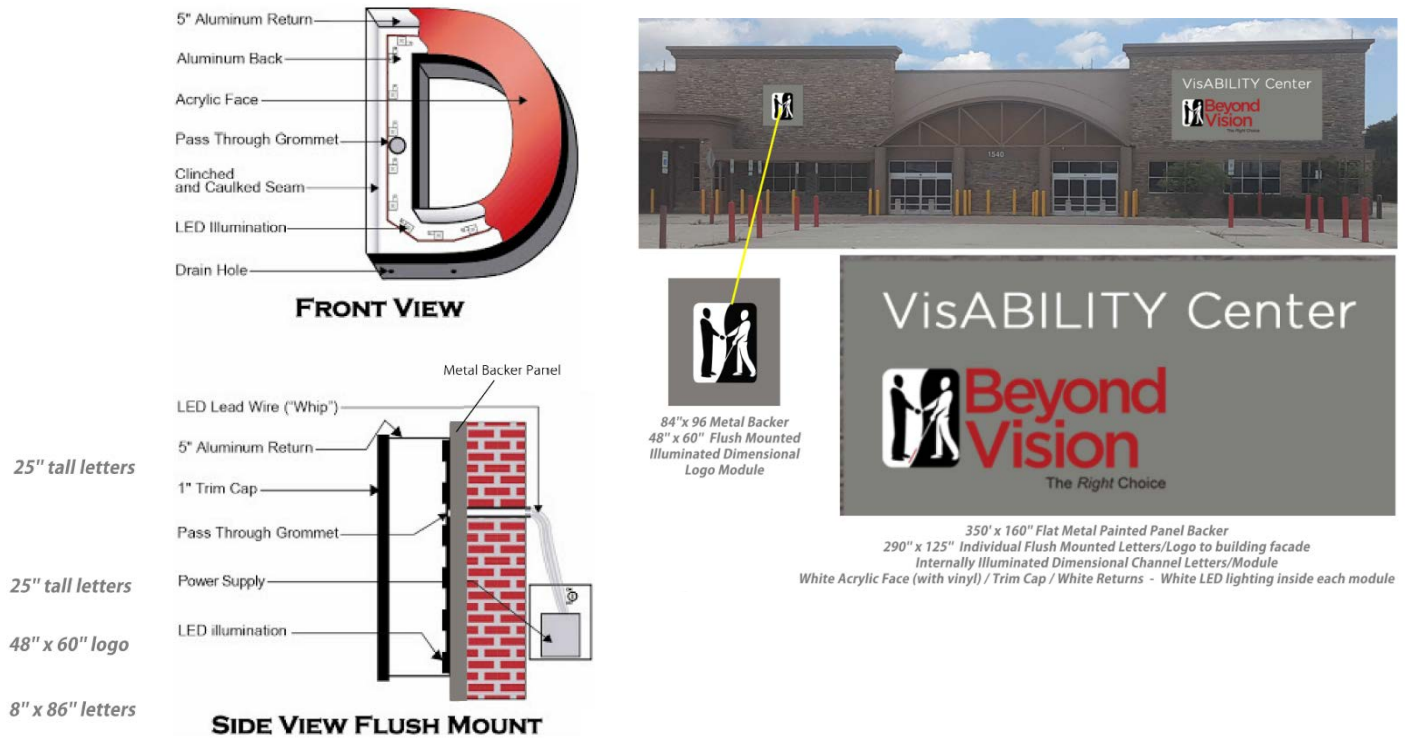 5" Aluminum Return
Aluminum Back
Acrylic Face
Pass Through Grommet
Clinched
and Caulked Seam
LED Illumination
Drain Hole
FRONT VIEW
Metal Backer Panel
LED Lead Wire ("Whip")
5" Aluminum Return
1" Trim Cap
Pass Through Grommet
Power Supply
LED illumination
SIDE VIEW FLUSH MOUNT
25" tall letters
25" tall letters
48" x 60" logo
8" x 86" letters
VisABILITY Center
Beyond
Vision
The Right Choice
1540
84"x 96 Metal Backer
48" x 60" Flush Mounted
Illuminated Dimensional
Logo Module
VisABILITY Center
Beyond
Vision
The Right Choice
350' x 160" Flat Metal Painted Panel Backer
290" x 125" Individual Flush Mounted Letters/Logo to building facade
Internally Illuminated Dimensional Channel Letters/Module
White Acrylic Face (with vinyl) / Trim Cap / White Returns - White LED lighting inside each module